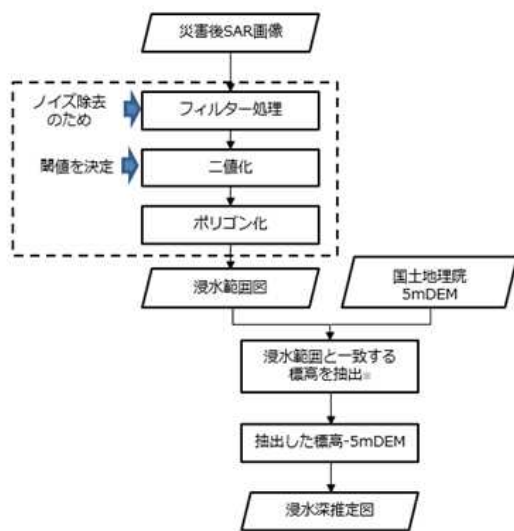 災害後SAR画像
ノイズ除去
のため
フィルター処理
閾値を決定
二値化
ポリゴン化
浸水範囲図
国土地理院
5mDEM
浸水範囲と一致する
標高を抽出※
抽出した標高-5mDEM
浸水深推定図